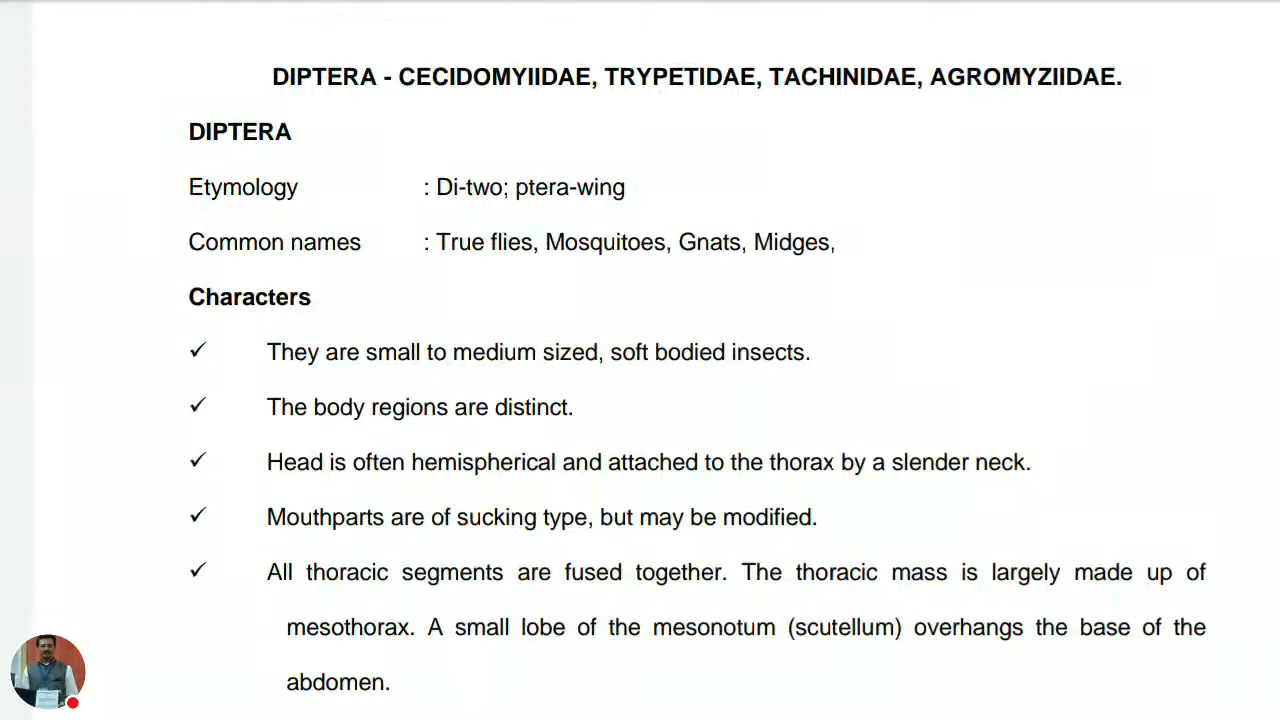 DIPTERA - CECIDOMYIIDAE, TRYPETIDAE, TACHINIDAE, AGROMYZIIDAE.
DIPTERA
Etymology : Di-two; ptera-wing
Common names : True flies, Mosquitoes, Gnats, Midges,
Characters
✓ They are small to medium sized, soft bodied insects.
✓ The body regions are distinct.
✓ Head is often hemispherical and attached to the thorax by a slender neck.
✓ Mouthparts are of sucking type, but may be modified.
✓ All thoracic segments are fused together. The thoracic mass is largely made up of
mesothorax. A small lobe of the mesonotum (scutellum) overhangs the base of the
abdomen.